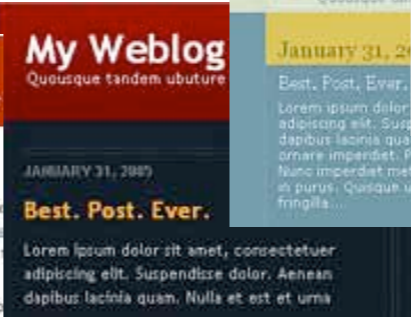 My Weblog
Quousque tandem ubuture
JANUARY 31, 2005
Best. Post. Ever.
Lorem ipsum dolor sit amet, consectetuer
adipiscing elit. Suspendisse dolor. Aenean
dapibus lacinia quam. Nulla et est et urna
January 31, 20
Best. Post. Ever.
Lorem ipsum dolor
adipiscing elit. Susp
dapibus lacinia qua
ornare imperdiet. P
Nunc imperdiet met
in purus. Quisque u
fringilla....